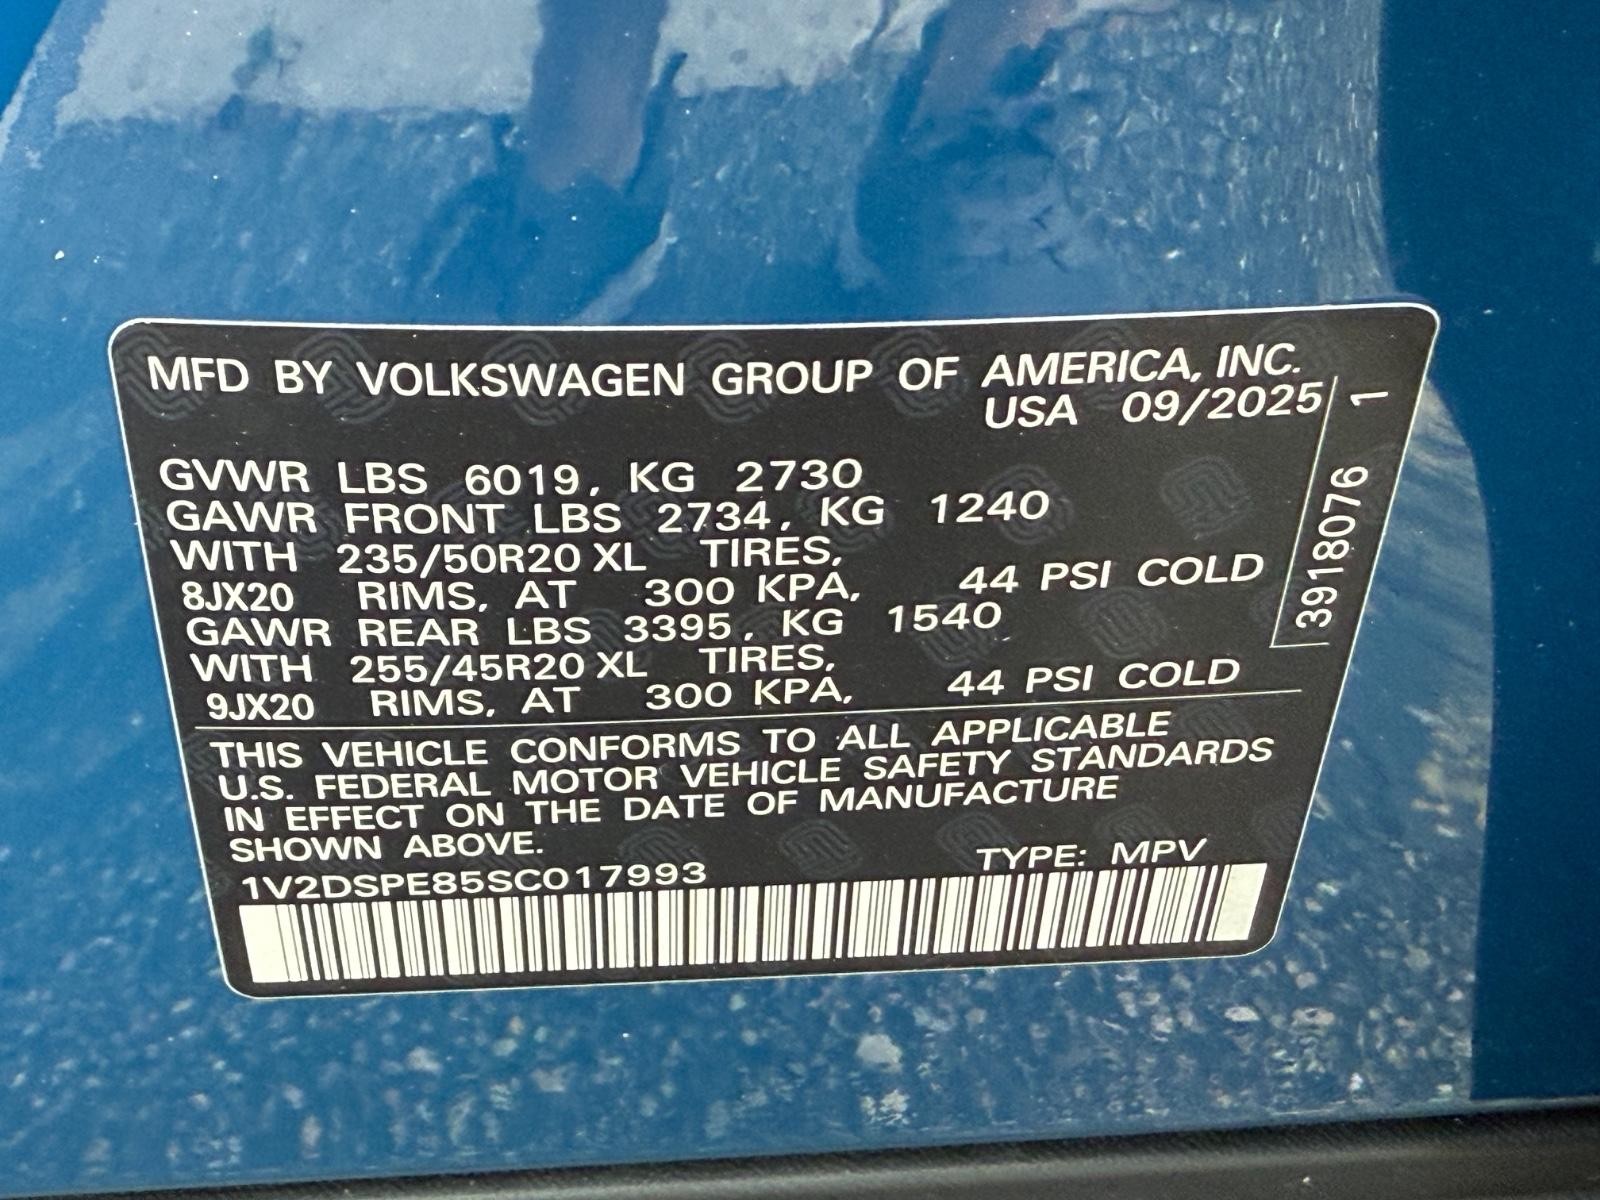 MFD BY VOLKSWAGEN GROUP OF AMERICA, INC.
USA 09/2025
GVWR LBS 6019, KG 2730
GAWR FRONT LBS 2734, KG 1240
WITH 235/50R20 XL TIRES,
8JX20 RIMS, AT 300 KPA, 44 PSI COLD
GAWR REAR LBS 3395, KG 1540
WITH 255/45R20 XL TIRES,
9JX20 RIMS, AT 300 KPA, 44 PSI COLD
THIS VEHICLE CONFORMS TO ALL APPLICABLE
U.S. FEDERAL MOTOR VEHICLE SAFETY STANDARDS
IN EFFECT ON THE DATE OF MANUFACTURE
SHOWN ABOVE.
TYPE: MPV
1V2DSPE85SC017993
3918076 1